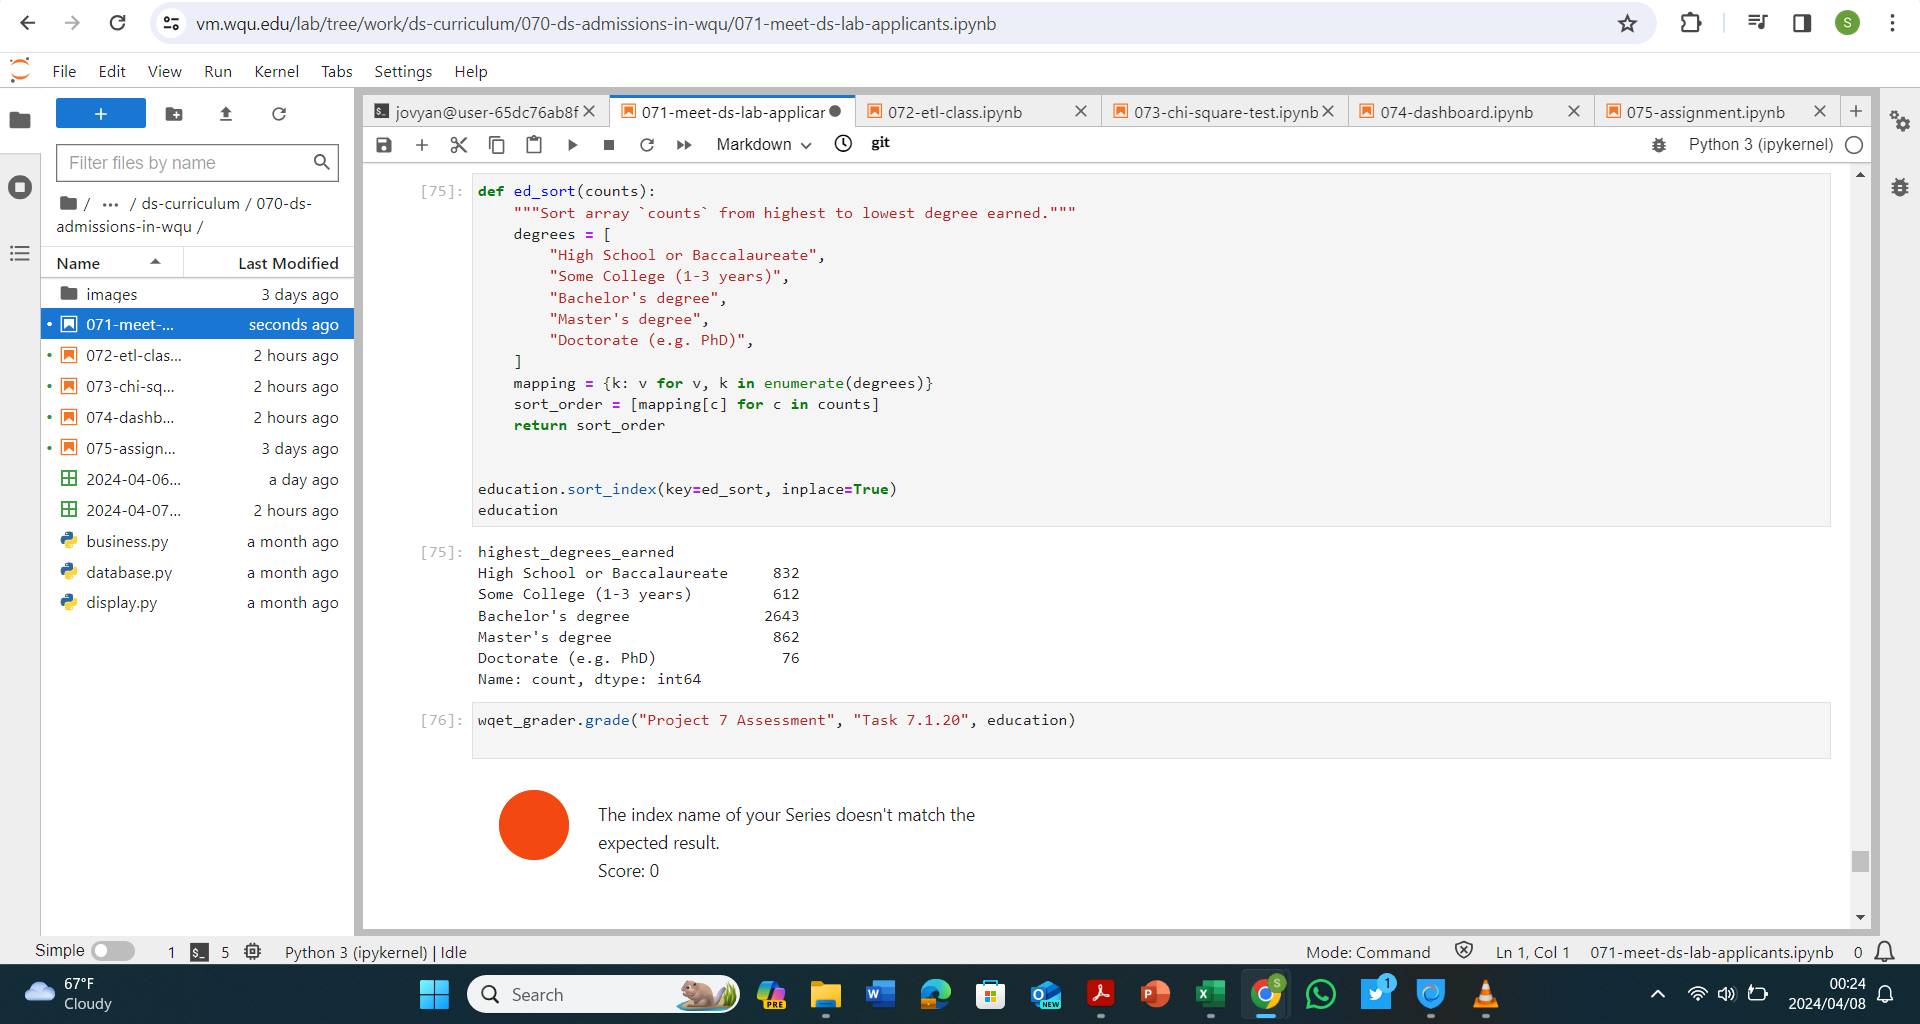 vm.wqu.edu/lab/tree/work/ds-curriculum/070-ds-admissions-in-wqu/071-meet-ds-lab-applicants.ipynb
S
File Edit View Run Kernel Tabs Settings Help
jovyan@user-65dc76ab8f
071-meet-ds-lab-applicar
072-etl-class.ipynb
073-chi-square-test.ipynb
074-dashboard.ipynb
075-assignment.ipynb
Markdown
git
Python 3 (ipykernel)
Filter files by name
/ ... / ds-curriculum / 070-ds-
admissions-in-wqu /
Name Last Modified
images 3 days ago
071-meet-... seconds ago
072-etl-clas... 2 hours ago
073-chi-sq... 2 hours ago
074-dashb... 2 hours ago
075-assign... 3 days ago
2024-04-06... a day ago
2024-04-07... 2 hours ago
business.py a month ago
database.py a month ago
display.py a month ago
[75]: def ed_sort(counts):
"""Sort array `counts` from highest to lowest degree earned."""
degrees = [
"High School or Baccalaureate",
"Some College (1-3 years)",
"Bachelor's degree",
"Master's degree",
"Doctorate (e.g. PhD)",
]
mapping = {k: v for v, k in enumerate(degrees)}
sort_order = [mapping[c] for c in counts]
return sort_order
education.sort_index(key=ed_sort, inplace=True)
education
[75]: highest_degrees_earned
High School or Baccalaureate 832
Some College (1-3 years) 612
Bachelor's degree 2643
Master's degree 862
Doctorate (e.g. PhD) 76
Name: count, dtype: int64
[76]: wqet_grader.grade("Project 7 Assessment", "Task 7.1.20", education)
The index name of your Series doesn't match the
expected result.
Score: 0
Simple 1 $_ 5 Python 3 (ipykernel) | Idle
Mode: Command Ln 1, Col 1 071-meet-ds-lab-applicants.ipynb 0
67°F
Cloudy
Search
PRE
W
NEW
P
X
S
1
00:24
2024/04/08